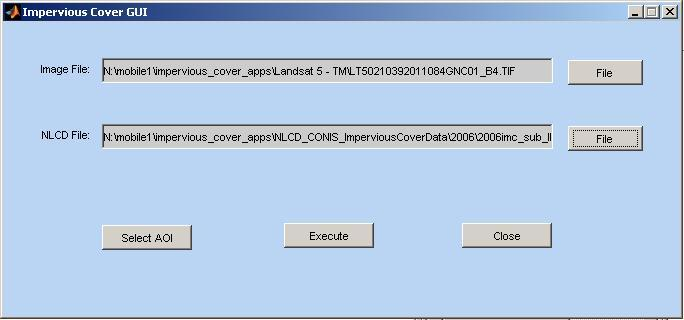 Impervious Cover GUI
Image File: N:\mobile1\impervious_cover_apps\Landsat 5 - TM\LT50210392011084GNC01_B4.TIF File
NLCD File: N:\mobile1\impervious_cover_apps\NLCD_CONIS_ImperviousCoverData\2006\2006imc_sub_ File
Select AOI Execute Close